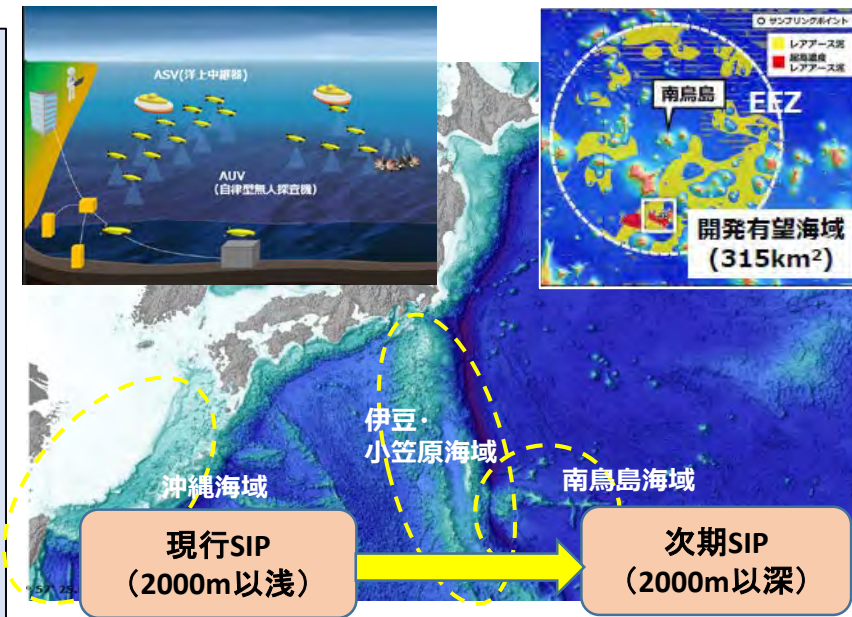 ASV(洋上中継器)
AUV
(自律型無人探査機)
サンプリングポイント
レアアース泥
超高濃度
レアアース泥
南鳥島
EEZ
開発有望海域
(315km²)
伊豆・
小笠原海域
沖縄海域
南鳥島海域
現行SIP
（2000m以浅）
次期SIP
（2000m以深）